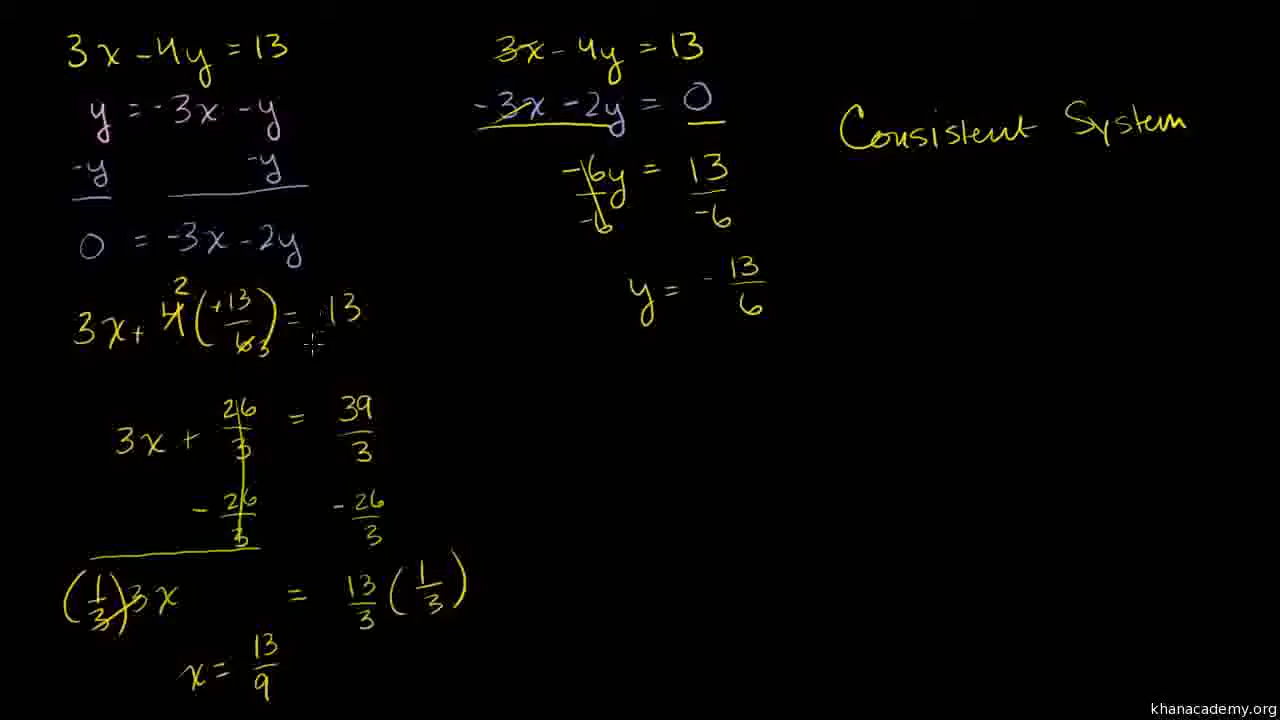 3x - 4y = 13
y = -3x - y
-y -y
0 = -3x - 2y
3x + 4 2 (+13/6 3) = 13
3x + 26/3 = 39/3
- 26/3 - 26/3
(1/3) 3x = 13/3 (1/3)
x = 13/9
3x - 4y = 13
-3x - 2y = 0
-6y/-6 = 13/-6
y = -13/6
Consistent System
khanacademy.org